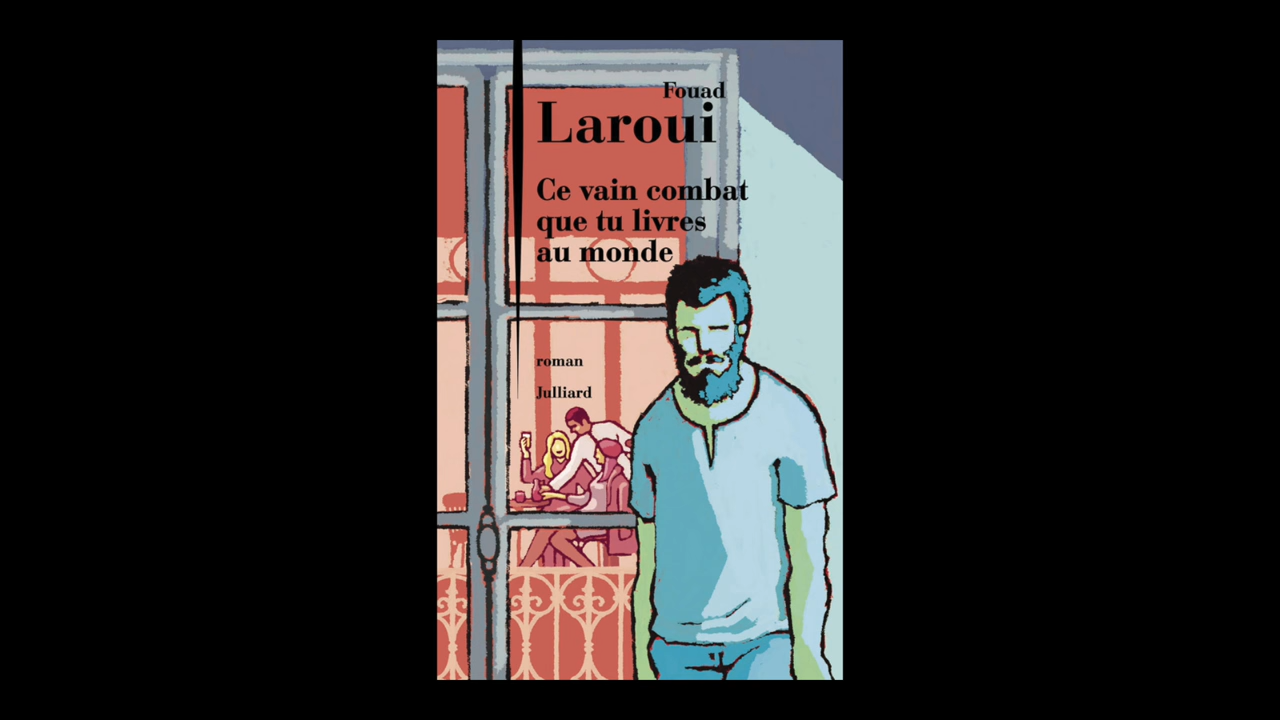 Fouad
Laroui
Ce vain combat
que tu livres
au monde
roman
Julliard